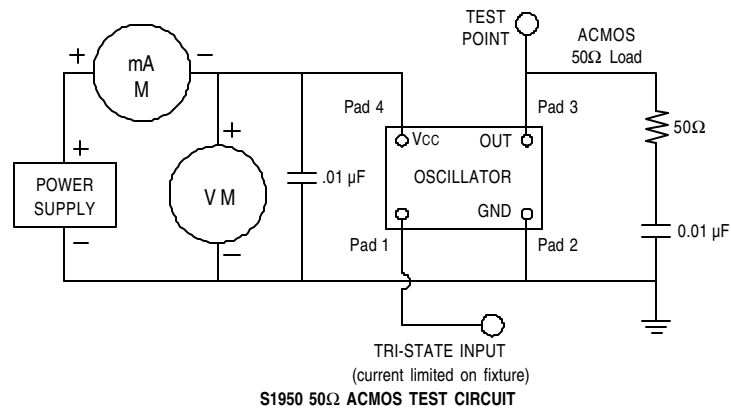 TEST
POINT
ACMOS
50Ω Load
+
mA
M
–
Pad 4
Pad 3
+
VCC
OUT
50Ω
+
POWER
SUPPLY
–
V M
–
.01 µF
OSCILLATOR
GND
0.01 µF
Pad 1
Pad 2
TRI-STATE INPUT
(current limited on fixture)
S1950 50Ω ACMOS TEST CIRCUIT